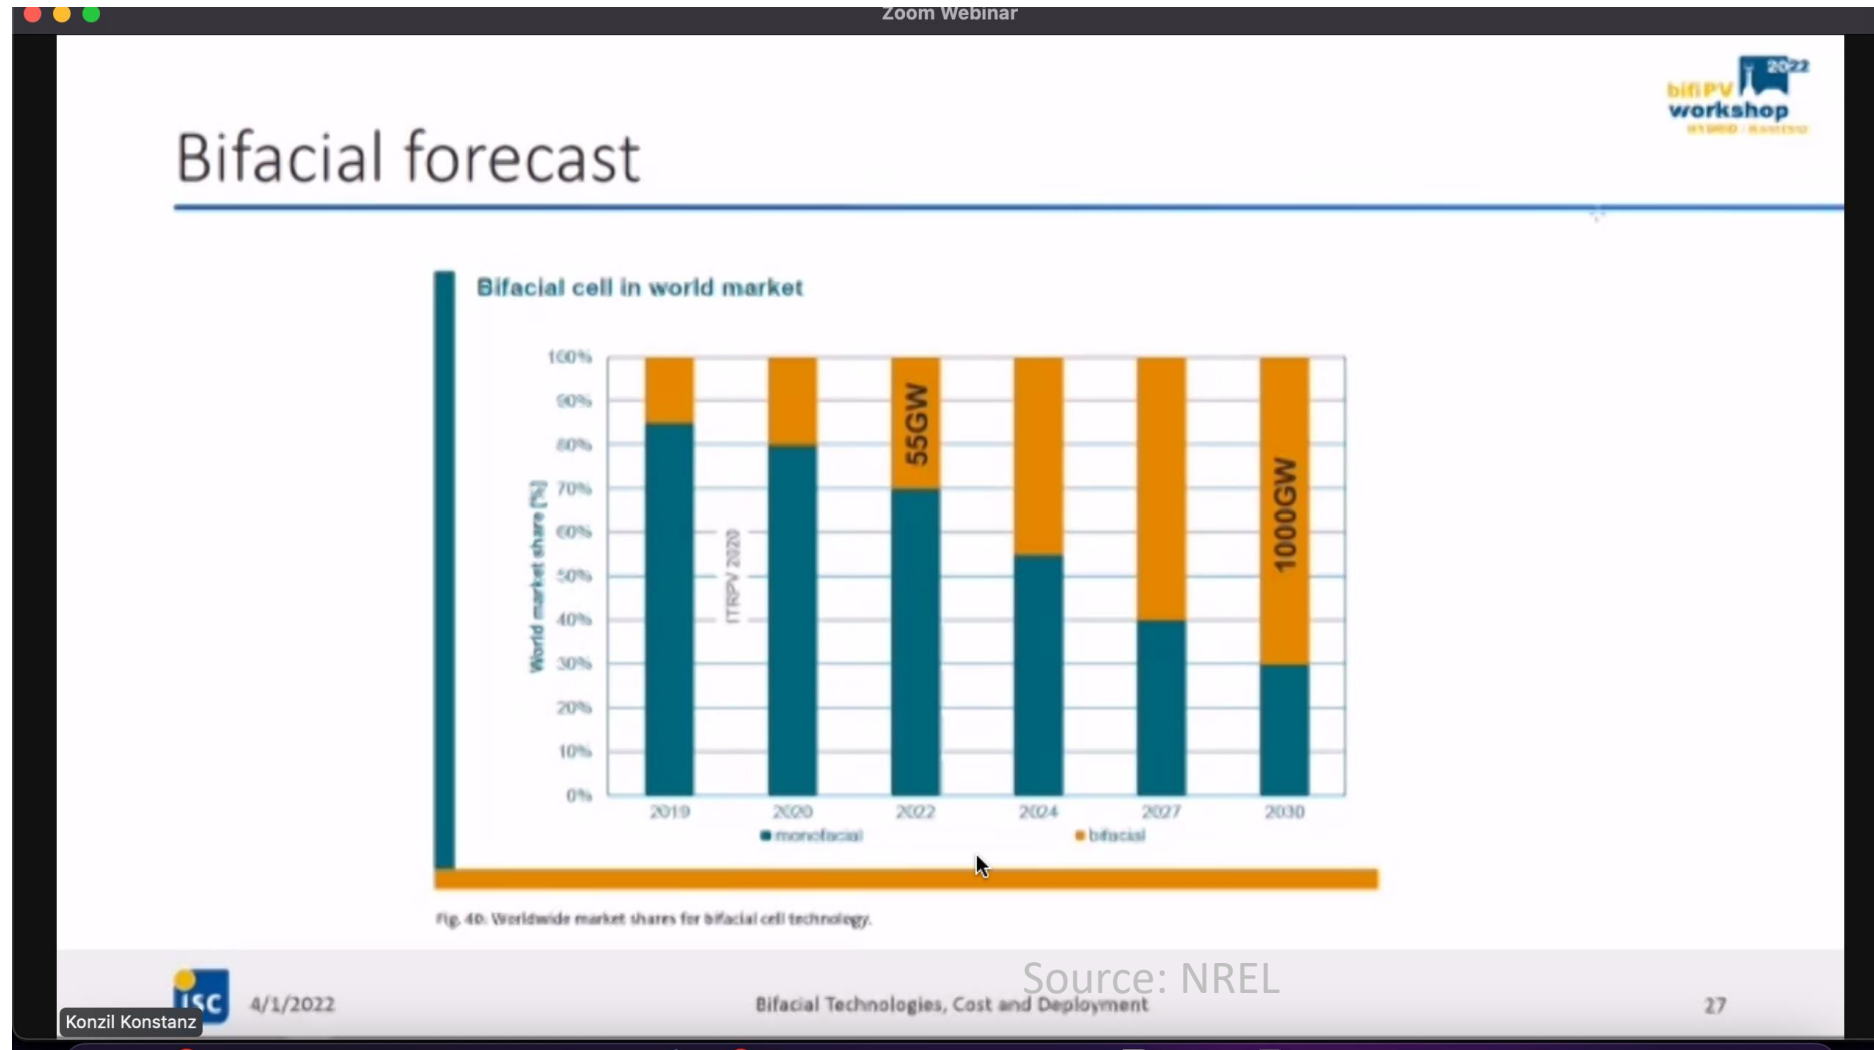 Zoom Webinar
2022
bifiPV
workshop
Bifacial forecast
Bifacial cell in world market
World market share [%]
100%
90%
80%
70%
60%
50%
40%
30%
20%
10%
0%
ITRPV 2020
55GW
1000GW
2019 2020 2022 2024 2027 2030
monofacial bifacial
Fig. 40: Worldwide market shares for bifacial cell technology.
Source: NREL
ISC
4/1/2022 Bifacial Technologies, Cost and Deployment 27
Konzil Konstanz